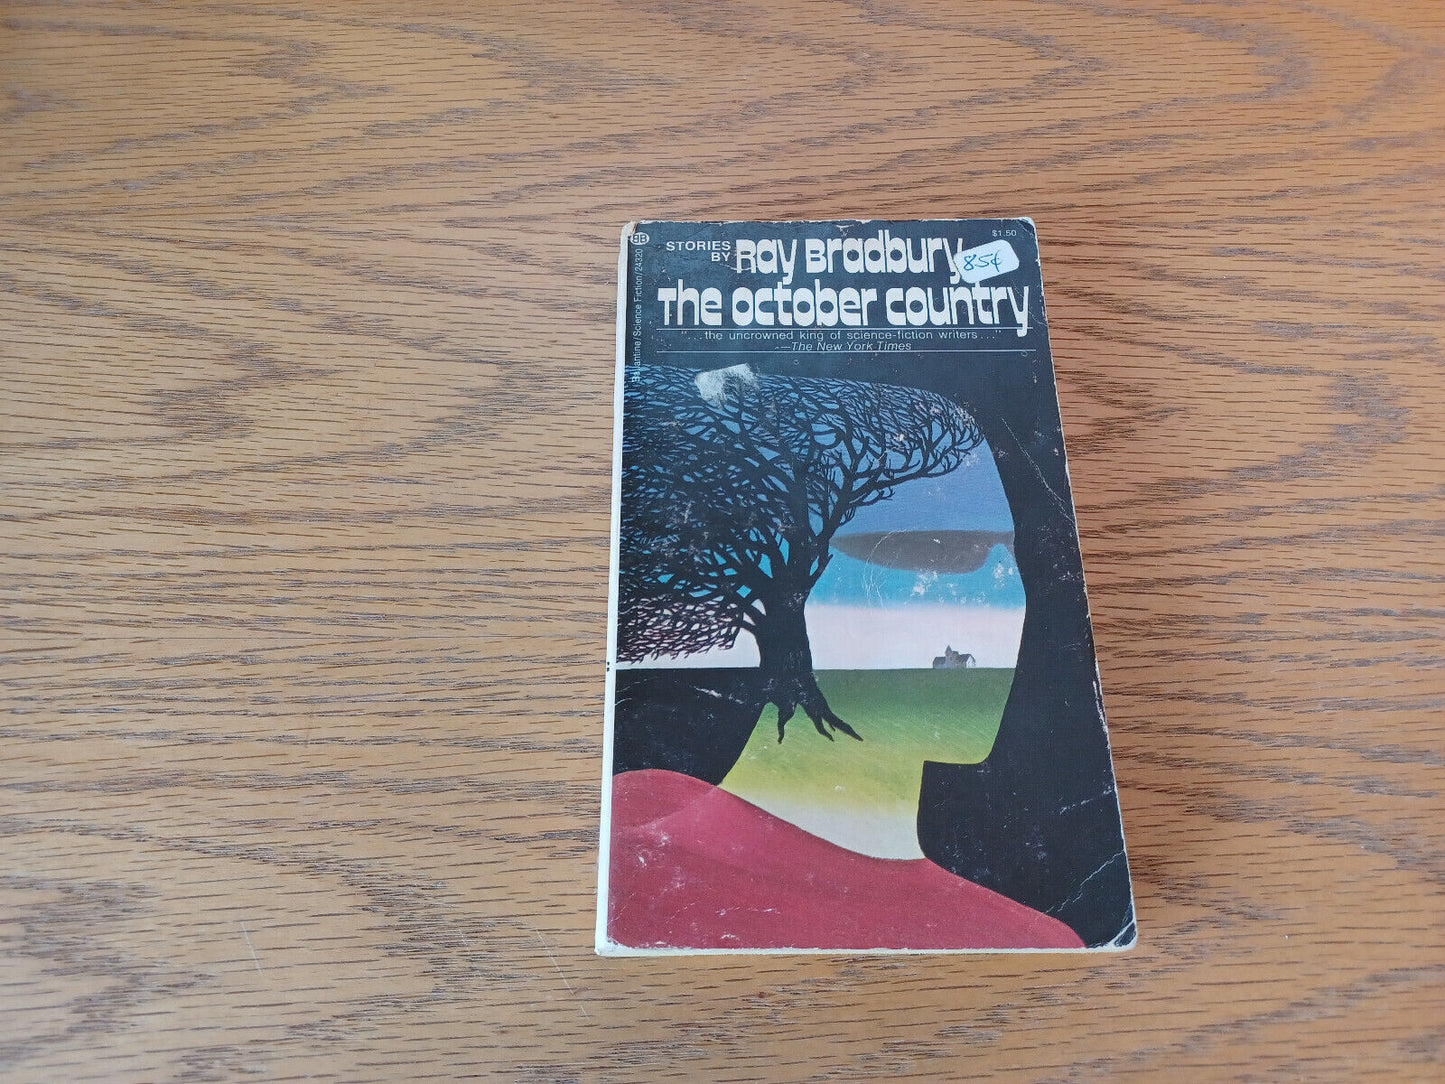 BB
STORIES
BY
Ray Bradbury
$1.50
85¢
The October Country
"...the uncrowned king of science-fiction writers..."
—The New York Times
Ballantine/Science Fiction/24320